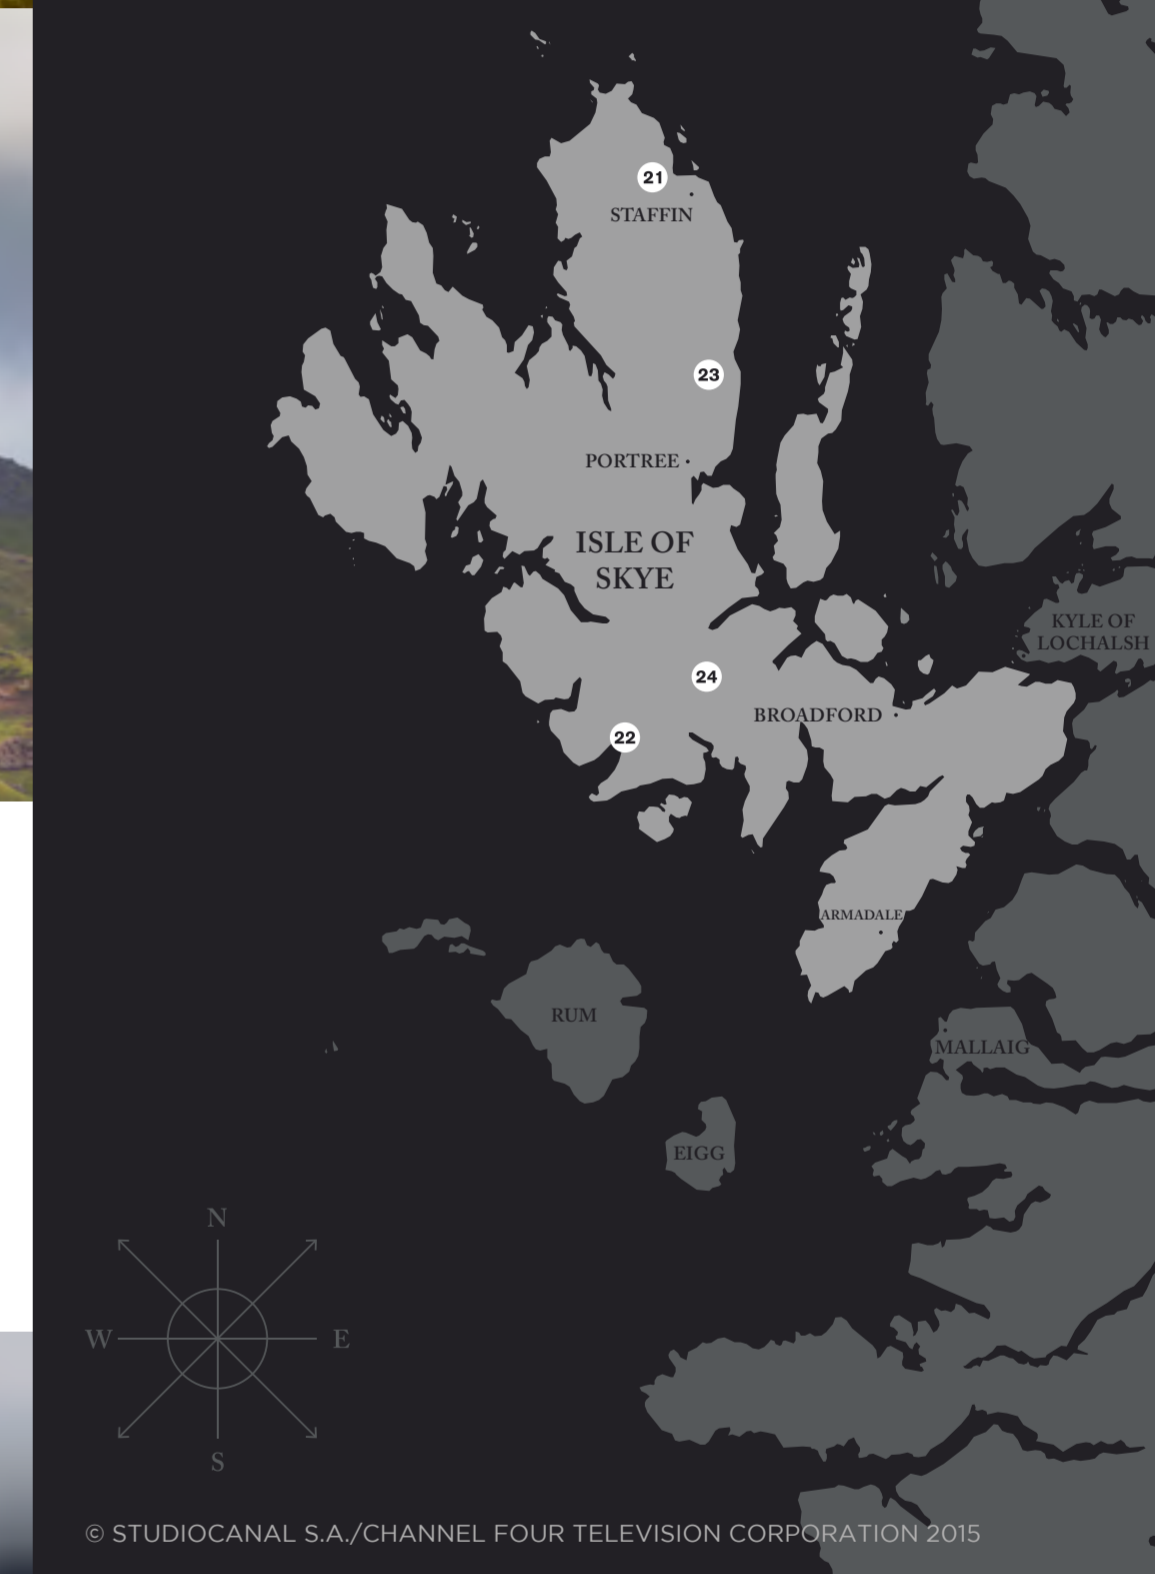 21
STAFFIN
23
PORTREE
ISLE OF
SKYE
KYLE OF
LOCHALSH
24
BROADFORD
22
ARMADALE
RUM
MALLAIG
EIGG
N
W E
S
© STUDIOCANAL S.A./CHANNEL FOUR TELEVISION CORPORATION 2015